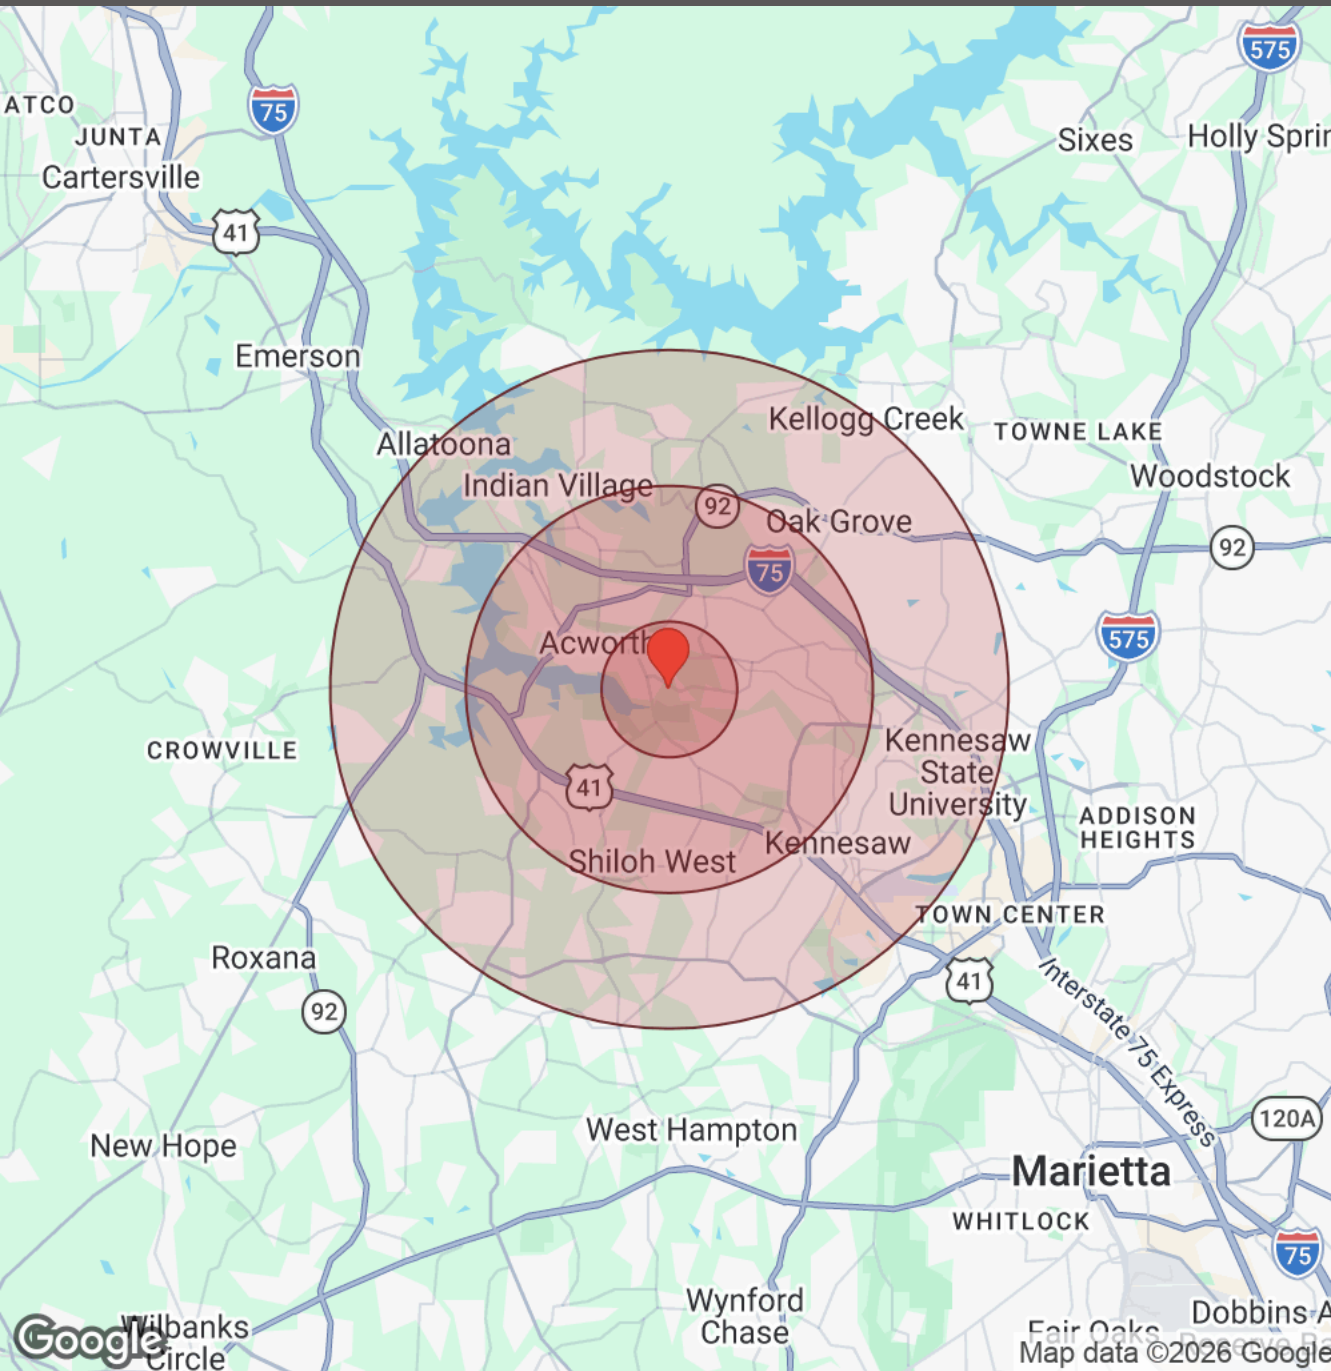 575
75
ATCO
JUNTA
Sixes
Cartersville
41
Emerson
Kellogg Creek
Allatoona
TOWNE LAKE
Woodstock
Indian Village
92
Oak Grove
92
75
575
Acworth
CROWVILLE
Kennesaw
State
University
41
ADDISON
HEIGHTS
Kennesaw
Shiloh West
TOWN CENTER
Roxana
41
92
Interstate 75 Express
120A
West Hampton
New Hope
Marietta
WHITLOCK
75
Wynford
Chase
Dobbins A
Wilbanks
Circle
Google
Fair Oaks
Map data ©2026 Google